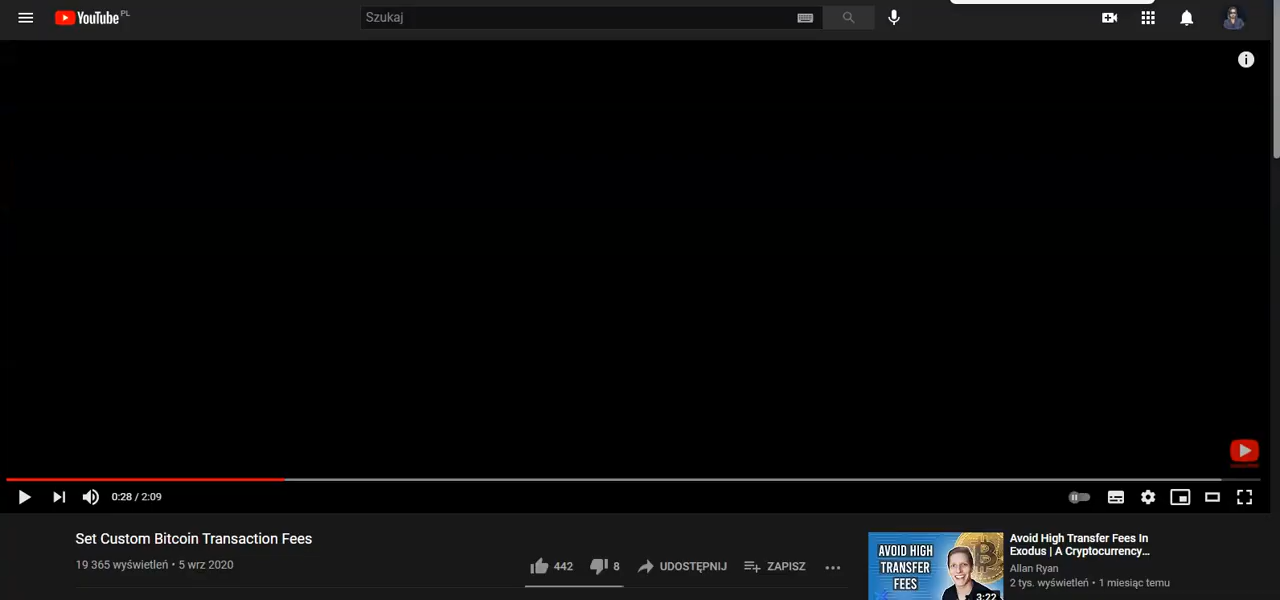 YouTube PL
Szukaj
0:28 / 2:09
Set Custom Bitcoin Transaction Fees
19 365 wyświetleń • 5 wrz 2020
442
8
UDOSTĘPNIJ
ZAPISZ
AVOID HIGH
TRANSFER
FEES
3:22
Avoid High Transfer Fees In
Exodus | A Cryptocurrency...
Allan Ryan
2 tys. wyświetleń • 1 miesiąc temu